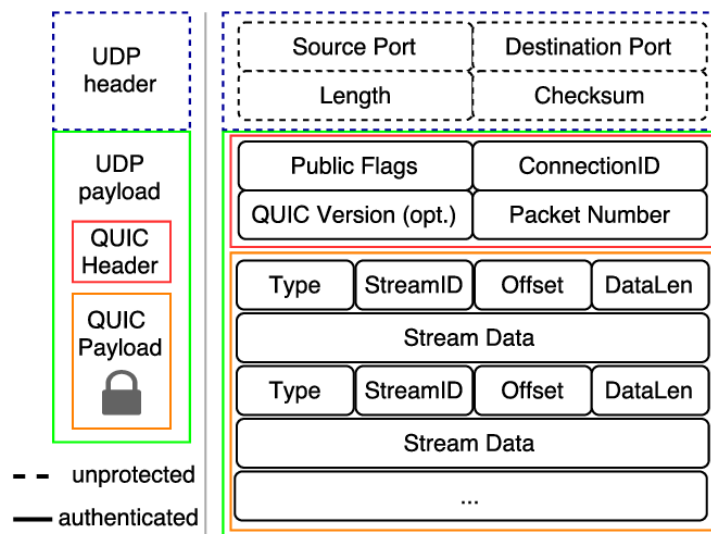 UDP
header
UDP
payload
QUIC
Header
QUIC
Payload
unprotected
authenticated
Source Port Destination Port
Length Checksum
Public Flags ConnectionID
QUIC Version (opt.) Packet Number
Type StreamID Offset DataLen
Stream Data
Type StreamID Offset DataLen
Stream Data
...